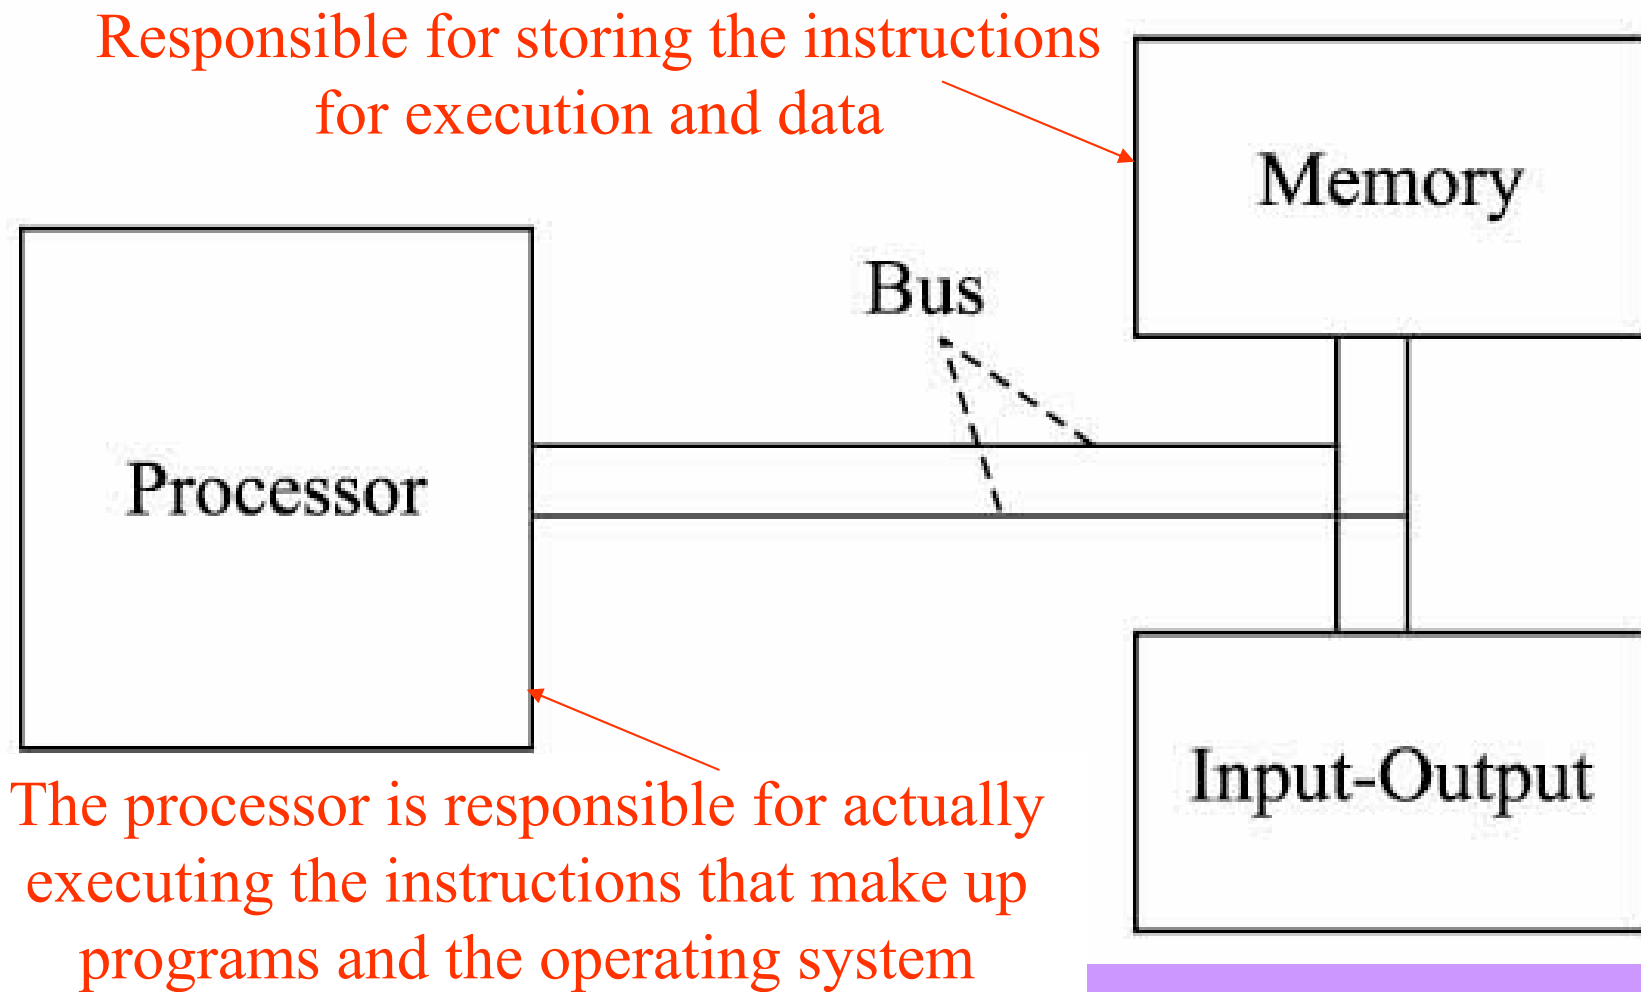 Responsible for storing the instructions
for execution and data
Memory
Bus
Processor
Input-Output
The processor is responsible for actually
executing the instructions that make up
programs and the operating system